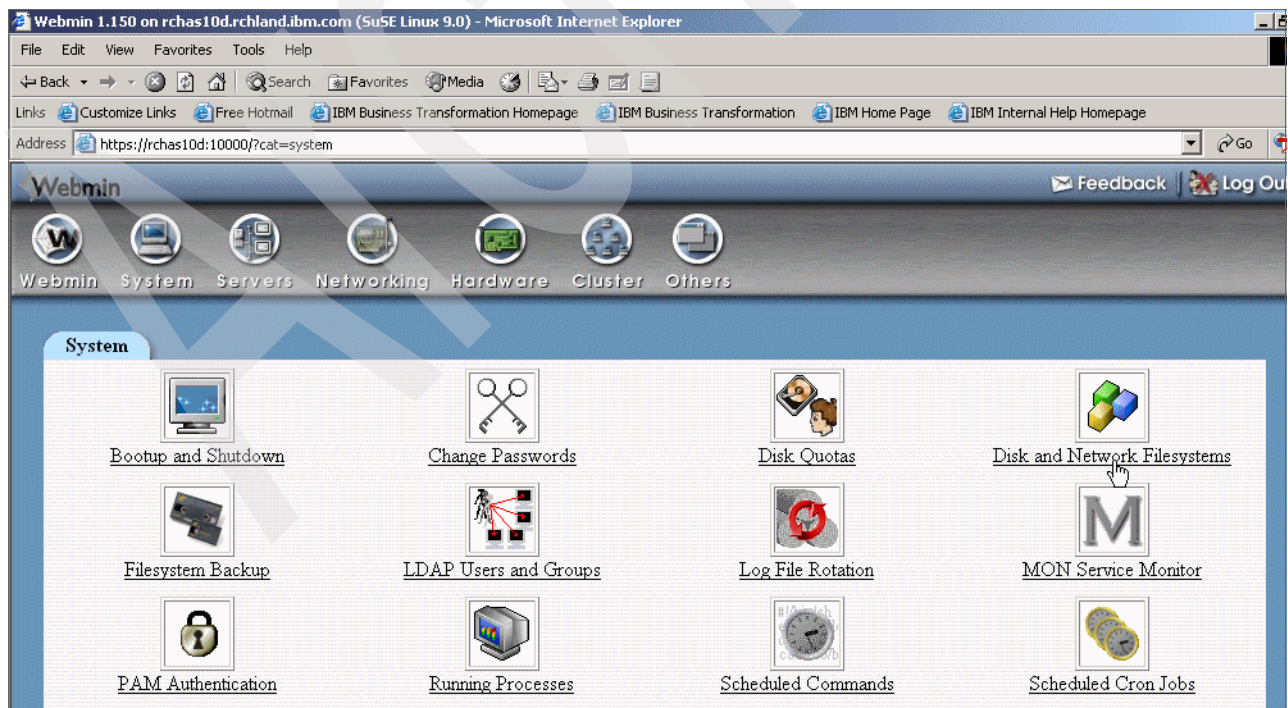 Webmin 1.150 on rchas10d.rchland.ibm.com (SuSE Linux 9.0) - Microsoft Internet Explorer
File Edit View Favorites Tools Help
Back Search Favorites Media
Links Customize Links Free Hotmail IBM Business Transformation Homepage IBM Business Transformation IBM Home Page IBM Internal Help Homepage
Address https://rchas10d:10000/?cat=system Go
Webmin Feedback Log Ou
Webmin System Servers Networking Hardware Cluster Others
System
Bootup and Shutdown Change Passwords Disk Quotas Disk and Network Filesystems
Filesystem Backup LDAP Users and Groups Log File Rotation MON Service Monitor
PAM Authentication Running Processes Scheduled Commands Scheduled Cron Jobs